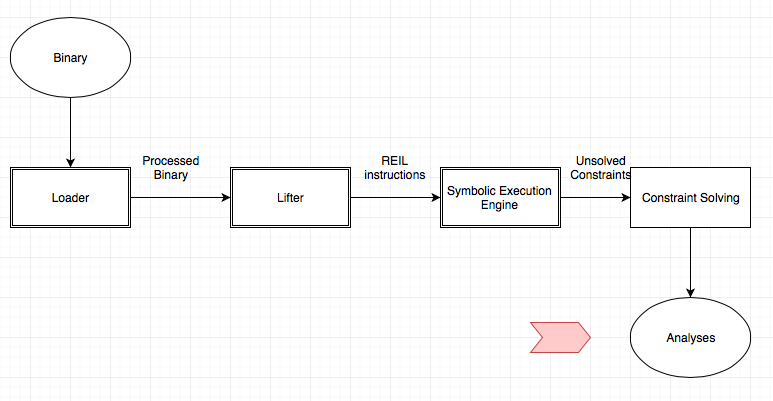 Binary
Processed
Binary
REIL
instructions
Unsolved
Constraints
Loader
Lifter
Symbolic Execution
Engine
Constraint Solving
Analyses